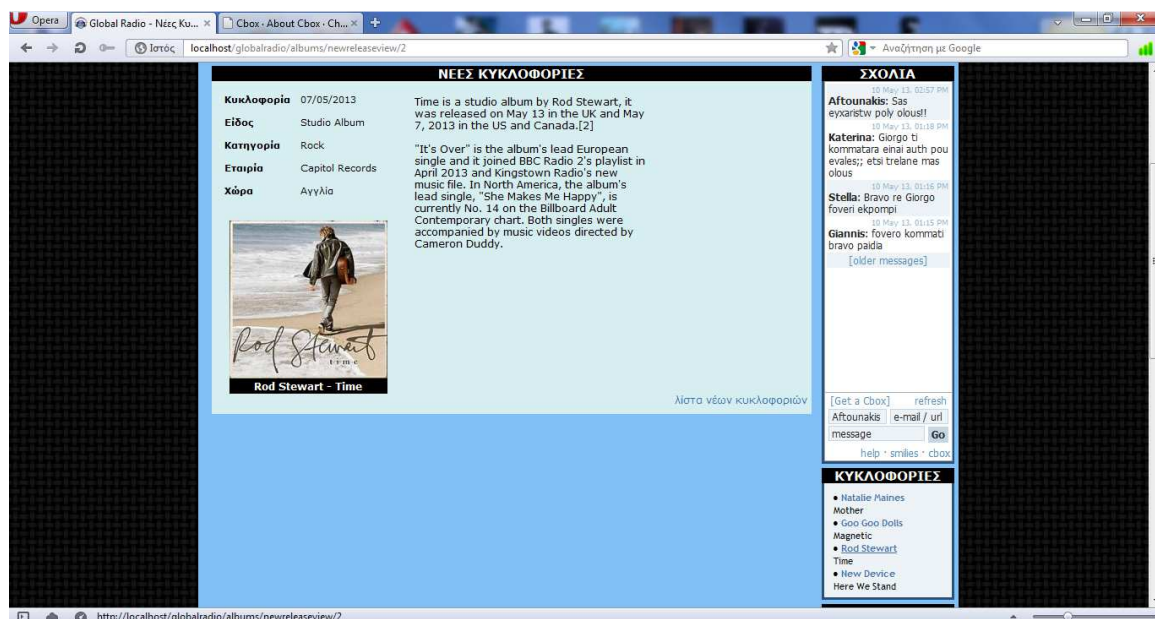 Opera
Global Radio - Νέες Κυ...
Cbox · About Cbox · Ch...
Ιστός
localhost/globalradio/albums/newreleaseview/2
Αναζήτηση με Google
ΝΕΕΣ ΚΥΚΛΟΦΟΡΙΕΣ
Κυκλοφορία 07/05/2013
Είδος Studio Album
Κατηγορία Rock
Εταιρία Capitol Records
Χώρα Αγγλία
Rod Stewart
time
Rod Stewart - Time
Time is a studio album by Rod Stewart, it
was released on May 13 in the UK and May
7, 2013 in the US and Canada.[2]
"It's Over" is the album's lead European
single and it joined BBC Radio 2's playlist in
April 2013 and Kingstown Radio's new
music file. In North America, the album's
lead single, "She Makes Me Happy", is
currently No. 14 on the Billboard Adult
Contemporary chart. Both singles were
accompanied by music videos directed by
Cameron Duddy.
λίστα νέων κυκλοφοριών
ΣΧΟΛΙΑ
10 May 13, 02:57 PM
Aftounakis: Sas
eyxaristw poly olous!!
10 May 13, 01:18 PM
Katerina: Giorgo ti
kommatara einai auth pou
evales;; etsi trelane mas
olous
10 May 13, 01:16 PM
Stella: Bravo re Giorgo
foveri ekpompi
10 May 13, 01:15 PM
Giannis: fovero kommati
bravo paidia
[older messages]
[Get a Cbox] refresh
Aftounakis e-mail / url
message Go
help · smilies · cbox
ΚΥΚΛΟΦΟΡΙΕΣ
• Natalie Maines
Mother
• Goo Goo Dolls
Magnetic
• Rod Stewart
Time
• New Device
Here We Stand
http://localhost/globalradio/albums/newreleaseview/2